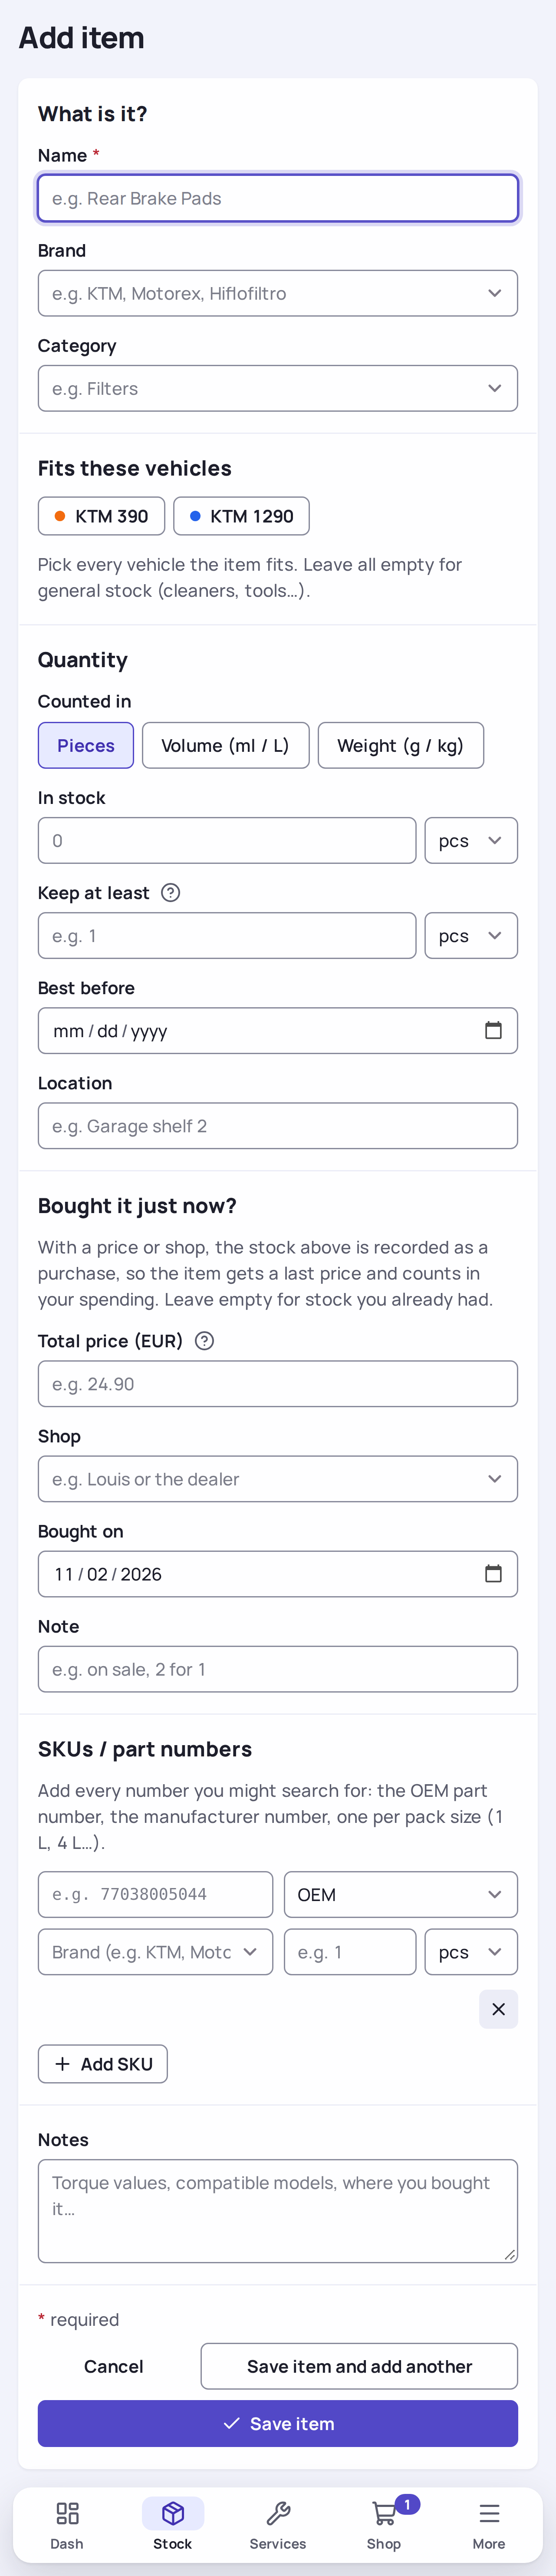 Add item
What is it?
Name *
e.g. Rear Brake Pads
Brand
e.g. KTM, Motorex, Hiflofiltro
Category
e.g. Filters
Fits these vehicles
KTM 390
KTM 1290
Pick every vehicle the item fits. Leave all empty for
general stock (cleaners, tools…).
Quantity
Counted in
Pieces
Volume (ml / L)
Weight (g / kg)
In stock
0
pcs
Keep at least
e.g. 1
pcs
Best before
mm/dd/yyyy
Location
e.g. Garage shelf 2
Bought it just now?
With a price or shop, the stock above is recorded as a
purchase, so the item gets a last price and counts in
your spending. Leave empty for stock you already had.
Total price (EUR)
e.g. 24.90
Shop
e.g. Louis or the dealer
Bought on
11/02/2026
Note
e.g. on sale, 2 for 1
SKUs / part numbers
Add every number you might search for: the OEM part
number, the manufacturer number, one per pack size (1
L, 4 L…).
e.g. 77038005044
OEM
Brand (e.g. KTM, Motc
e.g. 1
pcs
Add SKU
Notes
Torque values, compatible models, where you bought
it…
* required
Cancel
Save item and add another
Save item
1
Dash
Stock
Services
Shop
More